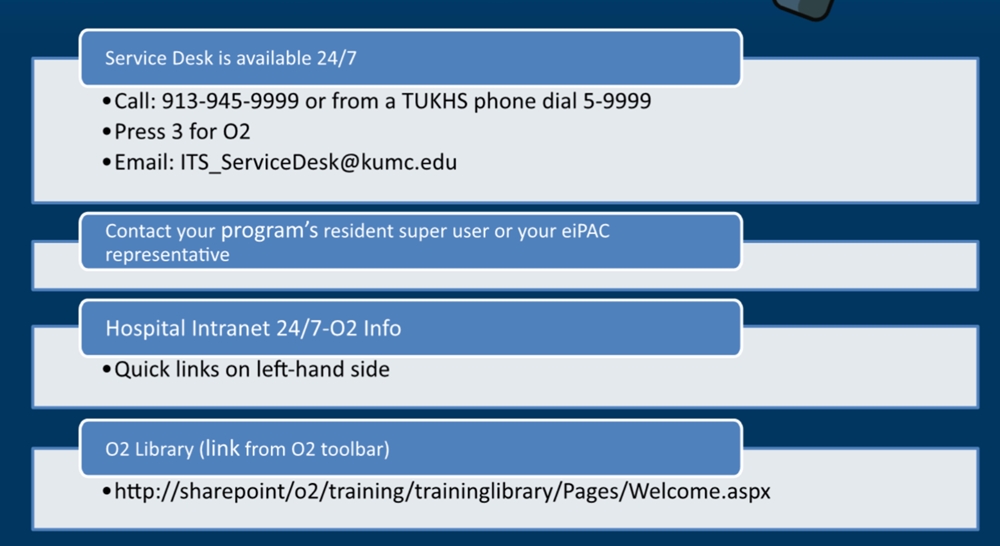 Service Desk is available 24/7
•Call: 913-945-9999 or from a TUKHS phone dial 5-9999
•Press 3 for O2
•Email: ITS_ServiceDesk@kumc.edu
Contact your program's resident super user or your eiPAC
representative
Hospital Intranet 24/7-O2 Info
•Quick links on left-hand side
O2 Library (link from O2 toolbar)
•http://sharepoint/o2/training/traininglibrary/Pages/Welcome.aspx